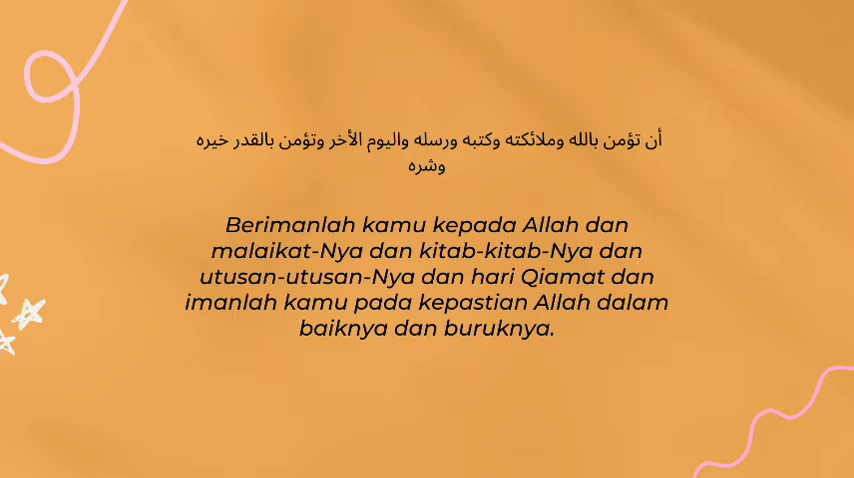 أن تؤمن بالله وملائكته وكتبه ورسله واليوم الأخر وتؤمن بالقدر خيره
وشره
Berimanlah kamu kepada Allah dan
malaikat-Nya dan kitab-kitab-Nya dan
utusan-utusan-Nya dan hari Qiamat dan
imanlah kamu pada kepastian Allah dalam
baiknya dan buruknya.